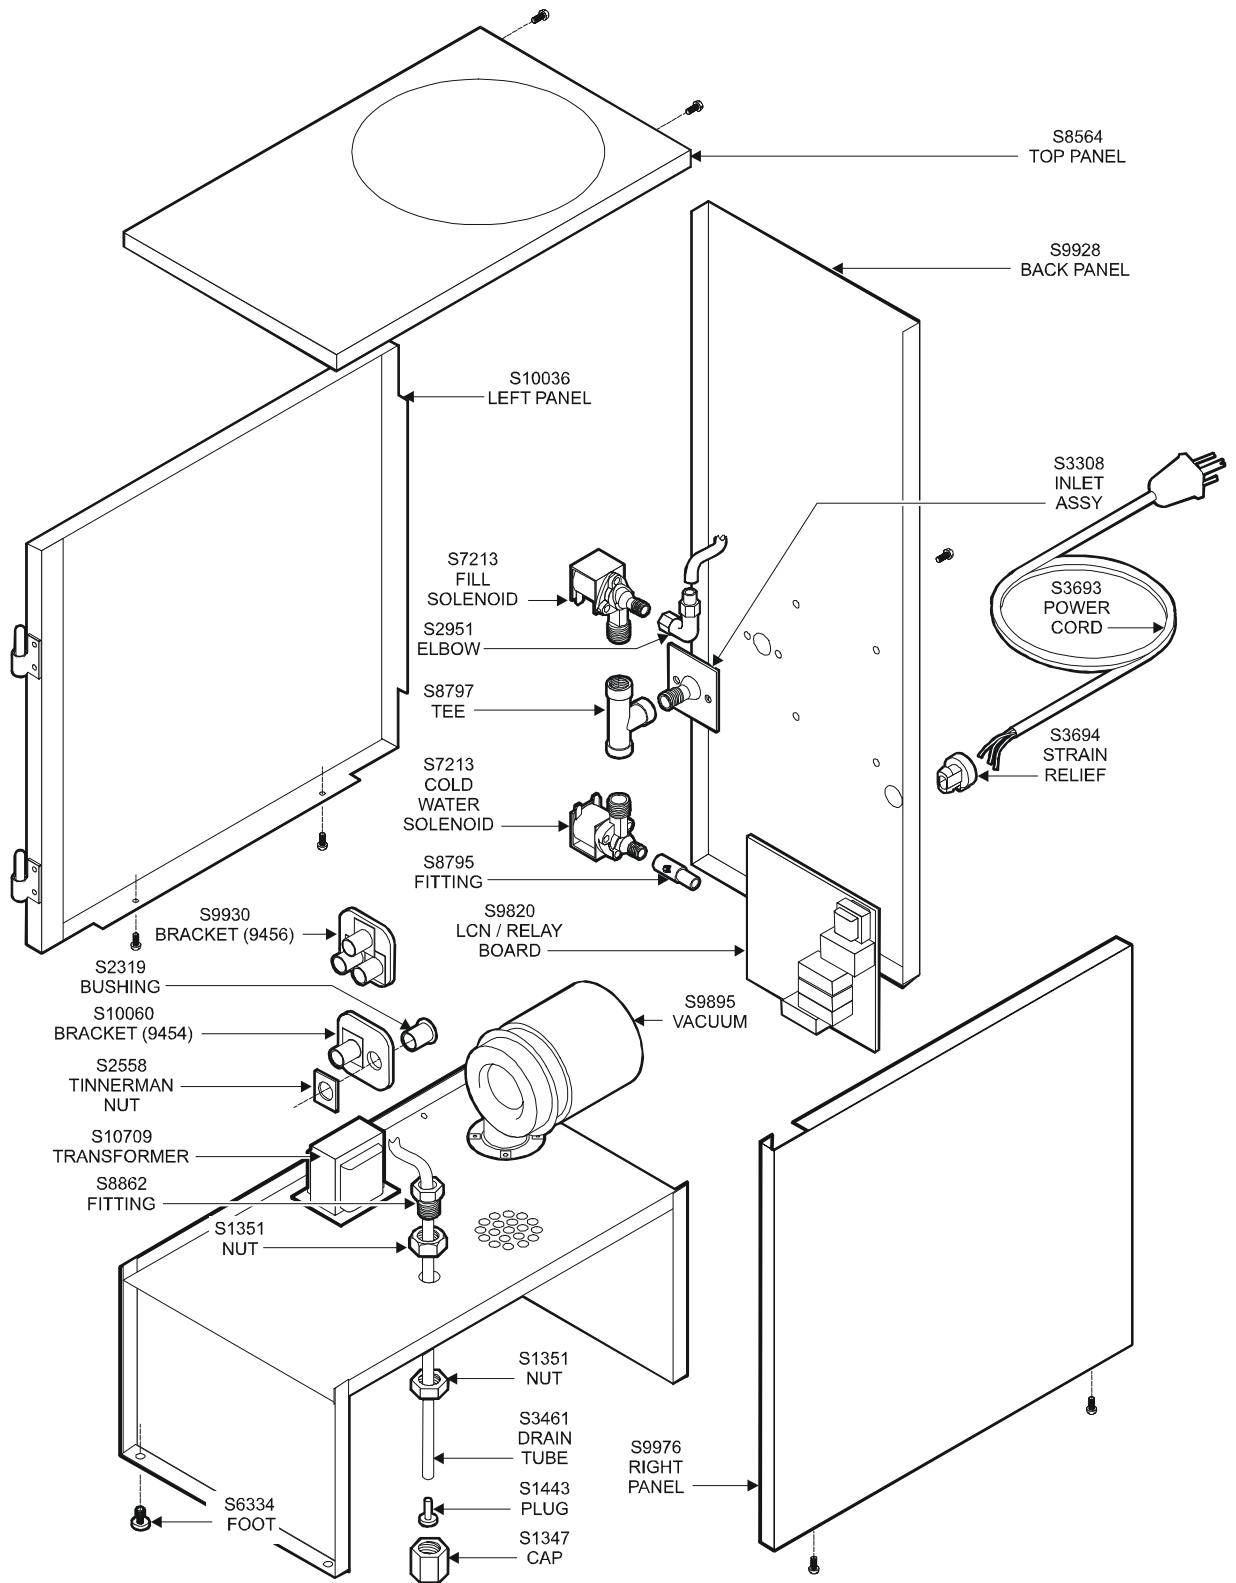 S8564
TOP PANEL
S9928
BACK PANEL
S10036
LEFT PANEL
S3308
INLET
ASSY
S7213
FILL
SOLENOID
S3693
POWER
CORD
S2951
ELBOW
S8797
TEE
S3694
STRAIN
RELIEF
S7213
COLD
WATER
SOLENOID
S8795
FITTING
S9930
BRACKET (9456)
S9820
LCN / RELAY
BOARD
S2319
BUSHING
S9895
VACUUM
S10060
BRACKET (9454)
S2558
TINNERMAN
NUT
S10709
TRANSFORMER
S8862
FITTING
S1351
NUT
S1351
NUT
S3461
DRAIN
TUBE
S9976
RIGHT
PANEL
S1443
PLUG
S6334
FOOT
S1347
CAP